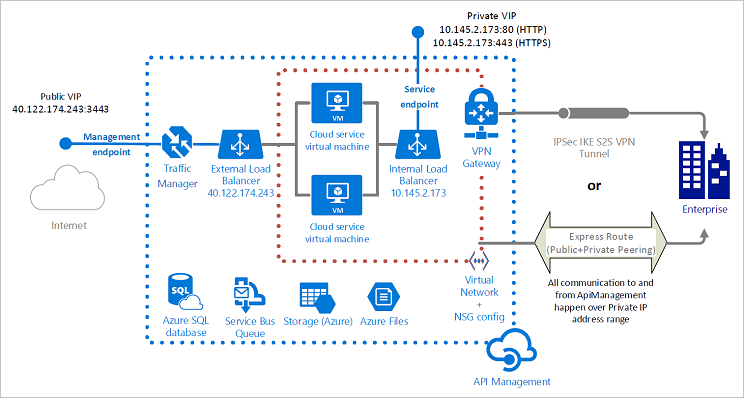 Private VIP
10.145.2.173:80 (HTTP)
10.145.2.173:443 (HTTPS)
Public VIP
40.122.174.243:3443
Management
endpoint
Internet
Traffic
Manager
External Load
Balancer
40.122.174.243
VM
Cloud service
virtual machine
VM
Cloud service
virtual machine
Service
endpoint
Internal Load
Balancer
10.145.2.173
VPN
Gateway
IPSec IKE S2S VPN
Tunnel
or
Enterprise
Express Route
(Public+Private Peering)
All communication to and
from ApiManagement
happen over Private IP
address range
Virtual
Network
+
NSG config
SQL
Azure SQL
database
Service Bus
Queue
Storage (Azure)
Azure Files
API Management